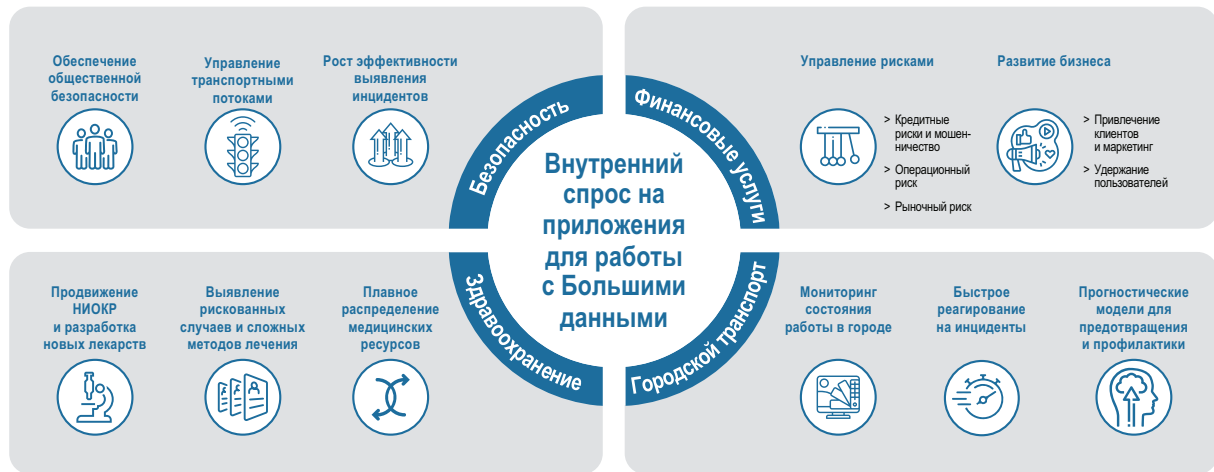 Обеспечение
общественной
безопасности
Управление
транспортными
потоками
Рост эффективности
выявления
инцидентов
Безопасность
Финансовые услуги
Управление рисками
> Кредитные
риски и мошен-
ничество
> Операционный
риск
> Рыночный риск
Развитие бизнеса
> Привлечение
клиентов
и маркетинг
> Удержание
пользователей
Внутренний
спрос на
приложения
для работы
с Большими
данными
Продвижение
НИОКР
и разработка
новых лекарств
Выявление
рискованных
случаев и сложных
методов лечения
Плавное
распределение
медицинских
ресурсов
Здравоохранение
Городской транспорт
Мониторинг
состояния
работы в городе
Быстрое
реагирование
на инциденты
Прогностические
модели для
предотвращения
и профилактики